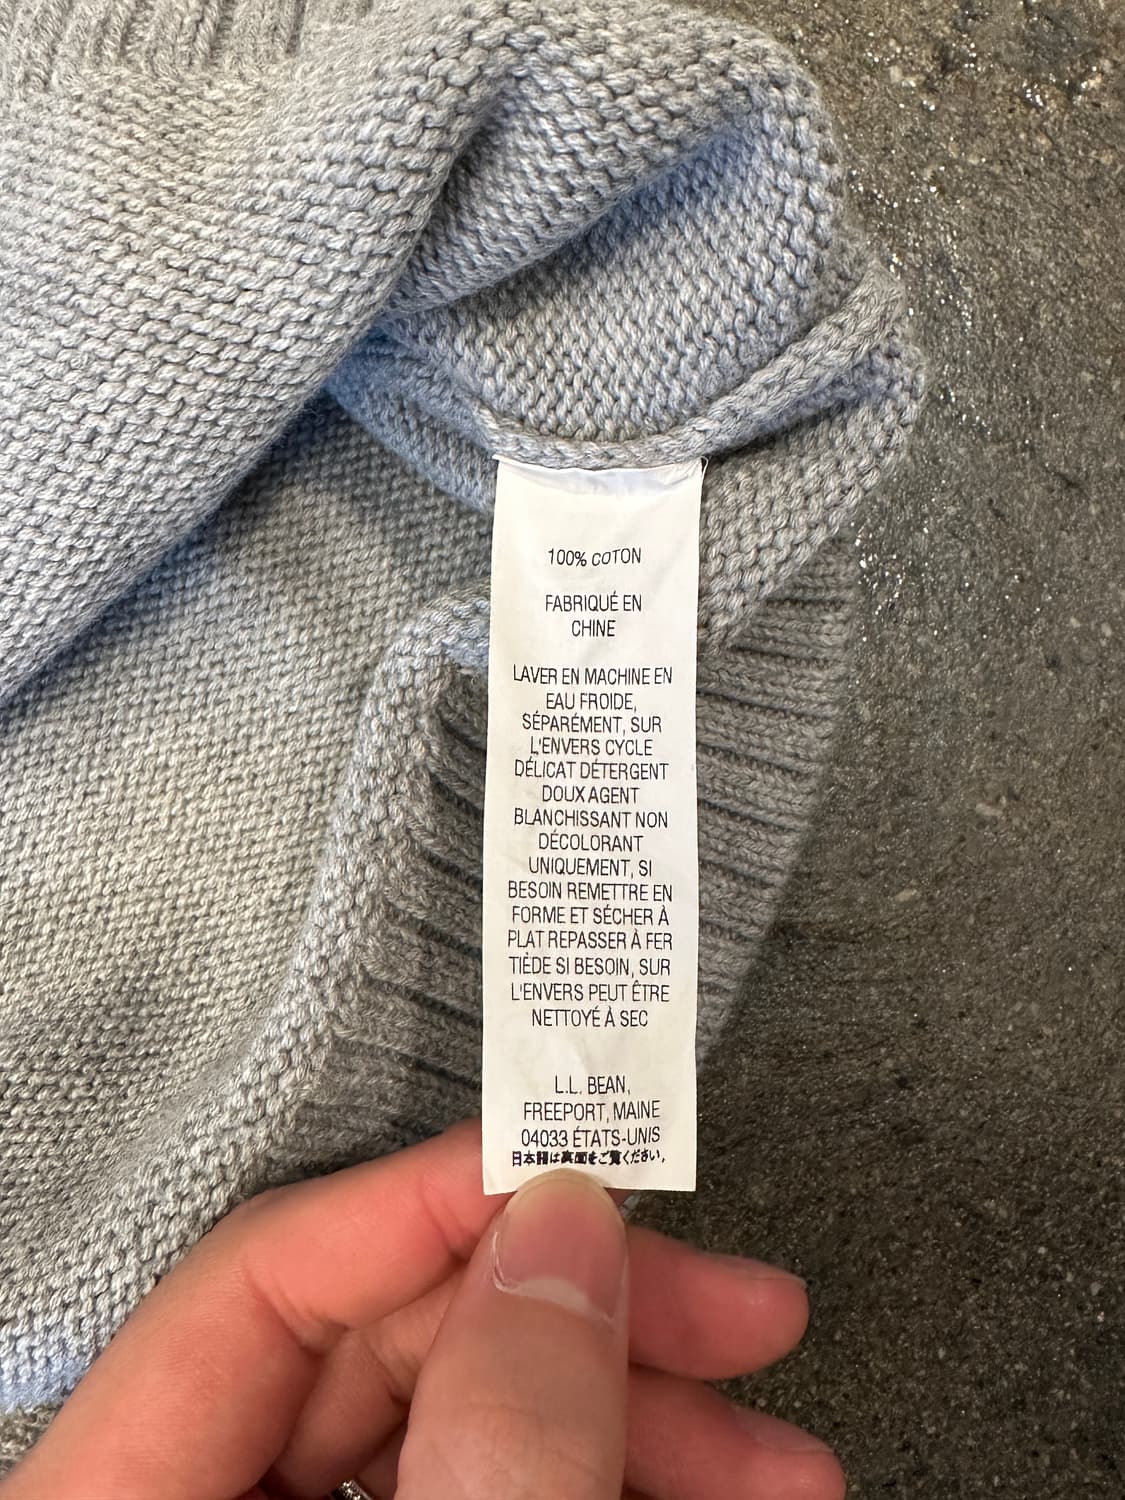 100% COTON
FABRIQUÉ EN
CHINE
LAVER EN MACHINE EN
EAU FROIDE,
SÉPARÉMENT, SUR
L'ENVERS CYCLE
DÉLICAT DÉTERGENT
DOUX AGENT
BLANCHISSANT NON
DÉCOLORANT
UNIQUEMENT, SI
BESOIN REMETTRE EN
FORME ET SÉCHER À
PLAT REPASSER À FER
TIÈDE SI BESOIN, SUR
L'ENVERS PEUT ÊTRE
NETTOYÉ À SEC
L.L. BEAN,
FREEPORT, MAINE
04033 ÉTATS-UNIS
日本語は裏面をご覧ください。